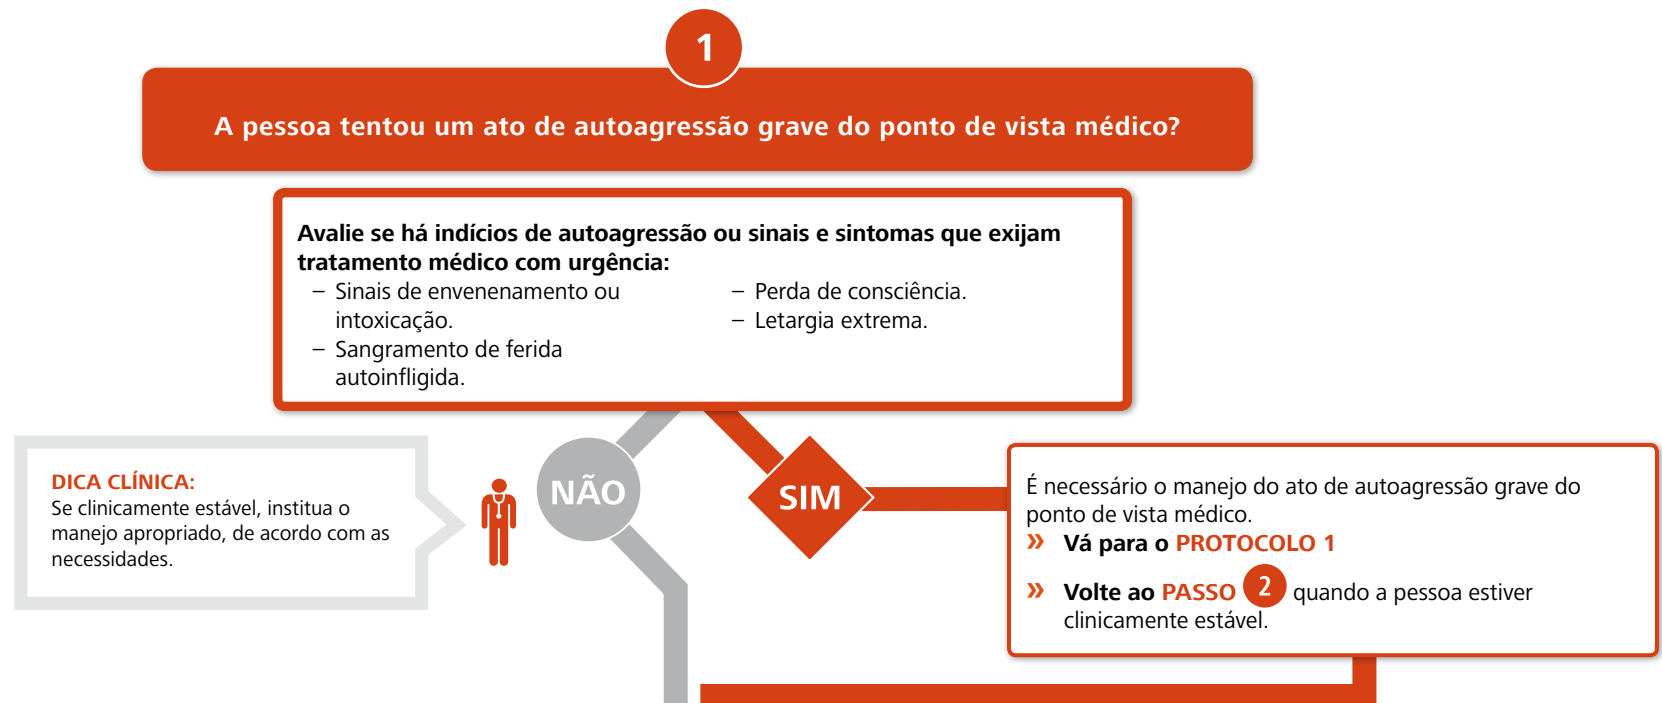 1
A pessoa tentou um ato de autoagressão grave do ponto de vista médico?
Avalie se há indícios de autoagressão ou sinais e sintomas que exijam
tratamento médico com urgência:
– Sinais de envenenamento ou
intoxicação.
– Sangramento de ferida
autoinfligida.
– Perda de consciência.
– Letargia extrema.
DICA CLÍNICA:
Se clinicamente estável, institua o
manejo apropriado, de acordo com as
necessidades.
NÃO
SIM
É necessário o manejo do ato de autoagressão grave do
ponto de vista médico.
» Vá para o PROTOCOLO 1
» Volte ao PASSO 2 quando a pessoa estiver
clinicamente estável.